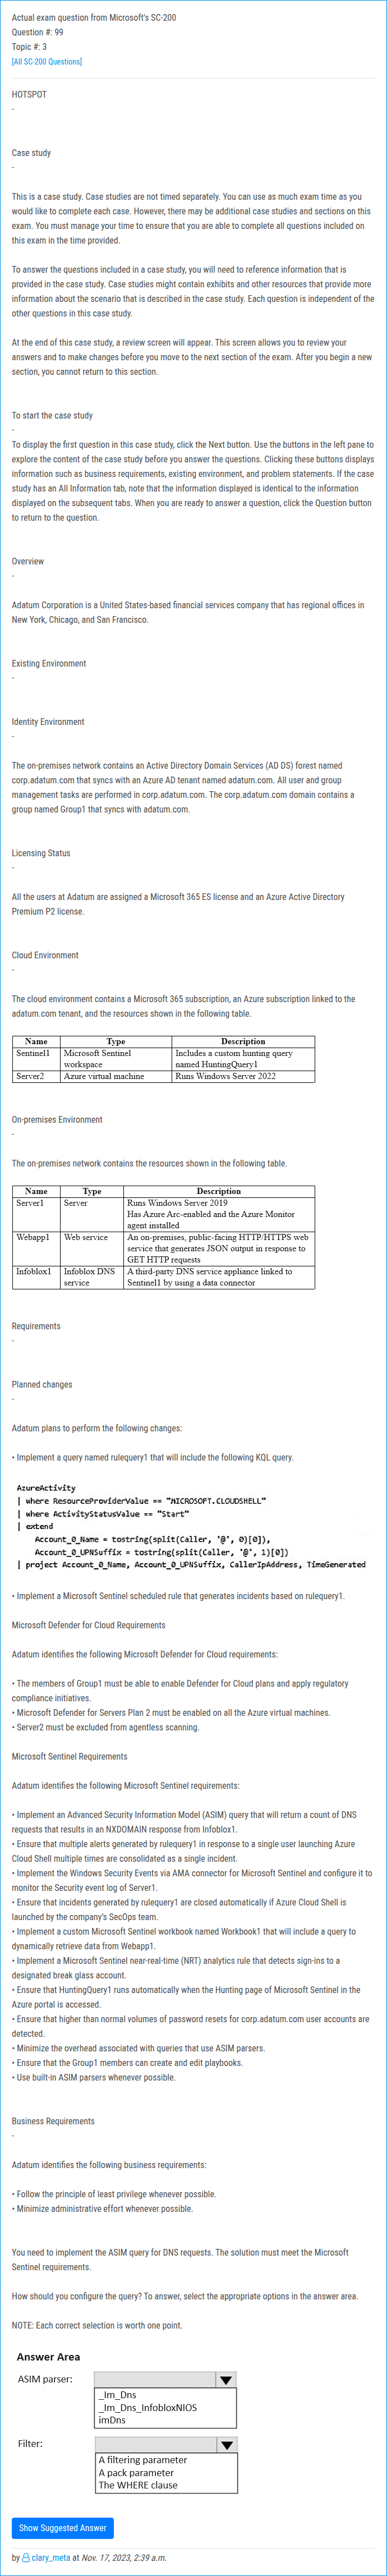 Actual exam question from Microsoft's SC-200
Question #: 99
Topic #: 3
[All SC-200 Questions]
HOTSPOT
-
Case study
-
This is a case study. Case studies are not timed separately. You can use as much exam time as you
would like to complete each case. However, there may be additional case studies and sections on this
exam. You must manage your time to ensure that you are able to complete all questions included on
this exam in the time provided.
To answer the questions included in a case study, you will need to reference information that is
provided in the case study. Case studies might contain exhibits and other resources that provide more
information about the scenario that is described in the case study. Each question is independent of the
other questions in this case study.
At the end of this case study, a review screen will appear. This screen allows you to review your
answers and to make changes before you move to the next section of the exam. After you begin a new
section, you cannot return to this section.
To start the case study
-
To display the first question in this case study, click the Next button. Use the buttons in the left pane to
explore the content of the case study before you answer the questions. Clicking these buttons displays
information such as business requirements, existing environment, and problem statements. If the case
study has an All Information tab, note that the information displayed is identical to the information
displayed on the subsequent tabs. When you are ready to answer a question, click the Question button
to return to the question.
Overview
-
Adatum Corporation is a United States-based financial services company that has regional offices in
New York, Chicago, and San Francisco.
Existing Environment
-
Identity Environment
-
The on-premises network contains an Active Directory Domain Services (AD DS) forest named
corp.adatum.com that syncs with an Azure AD tenant named adatum.com. All user and group
management tasks are performed in corp.adatum.com. The corp.adatum.com domain contains a
group named Group1 that syncs with adatum.com.
Licensing Status
-
All the users at Adatum are assigned a Microsoft 365 ES license and an Azure Active Directory
Premium P2 license.
Cloud Environment
-
The cloud environment contains a Microsoft 365 subscription, an Azure subscription linked to the
adatum.com tenant, and the resources shown in the following table.
Name Type Description
Sentinel1 Microsoft Sentinel workspace Includes a custom hunting query named HuntingQuery1
Server2 Azure virtual machine Runs Windows Server 2022
On-premises Environment
-
The on-premises network contains the resources shown in the following table.
Name Type Description
Server1 Server Runs Windows Server 2019
Has Azure Arc-enabled and the Azure Monitor
agent installed
Webapp1 Web service An on-premises, public-facing HTTP/HTTPS web
service that generates JSON output in response to
GET HTTP requests
Infoblox1 Infoblox DNS service A third-party DNS service appliance linked to
Sentinel1 by using a data connector
Requirements
-
Planned changes
-
Adatum plans to perform the following changes:
• Implement a query named rulequery1 that will include the following KQL query.
AzureActivity
| where ResourceProviderValue == "MICROSOFT.CLOUDSHELL"
| where ActivityStatusValue == "Start"
| extend
Account_0_Name = tostring(split(Caller, '@', 0)[0]),
Account_0_UPNSuffix = tostring(split(Caller, '@', 1)[0])
| project Account_0_Name, Account_0_UPNSuffix, CallerIpAddress, TimeGenerated
• Implement a Microsoft Sentinel scheduled rule that generates incidents based on rulequery1.
Microsoft Defender for Cloud Requirements
Adatum identifies the following Microsoft Defender for Cloud requirements:
• The members of Group1 must be able to enable Defender for Cloud plans and apply regulatory
compliance initiatives.
• Microsoft Defender for Servers Plan 2 must be enabled on all the Azure virtual machines.
• Server2 must be excluded from agentless scanning.
Microsoft Sentinel Requirements
Adatum identifies the following Microsoft Sentinel requirements:
• Implement an Advanced Security Information Model (ASIM) query that will return a count of DNS
requests that results in an NXDOMAIN response from Infoblox1.
• Ensure that multiple alerts generated by rulequery1 in response to a single user launching Azure
Cloud Shell multiple times are consolidated as a single incident.
• Implement the Windows Security Events via AMA connector for Microsoft Sentinel and configure it to
monitor the Security event log of Server1.
• Ensure that incidents generated by rulequery1 are closed automatically if Azure Cloud Shell is
launched by the company's SecOps team.
• Implement a custom Microsoft Sentinel workbook named Workbook1 that will include a query to
dynamically retrieve data from Webapp1.
• Implement a Microsoft Sentinel near-real-time (NRT) analytics rule that detects sign-ins to a
designated break glass account.
• Ensure that HuntingQuery1 runs automatically when the Hunting page of Microsoft Sentinel in the
Azure portal is accessed.
• Ensure that higher than normal volumes of password resets for corp.adatum.com user accounts are
detected.
• Minimize the overhead associated with queries that use ASIM parsers.
• Ensure that the Group1 members can create and edit playbooks.
• Use built-in ASIM parsers whenever possible.
Business Requirements
-
Adatum identifies the following business requirements:
• Follow the principle of least privilege whenever possible.
• Minimize administrative effort whenever possible.
You need to implement the ASIM query for DNS requests. The solution must meet the Microsoft
Sentinel requirements.
How should you configure the query? To answer, select the appropriate options in the answer area.
NOTE: Each correct selection is worth one point.
Answer Area
ASIM parser:
_Im_Dns
_Im_Dns_InfobloxNIOS
imDns
Filter:
A filtering parameter
A pack parameter
The WHERE clause
Show Suggested Answer
by clary_meta at Nov. 17, 2023, 2:39 a.m.